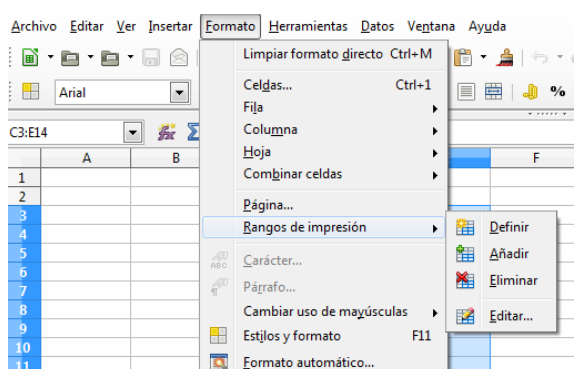 Archivo Editar Ver Insertar Formato Herramientas Datos Ventana Ayuda
Limpiar formato directo Ctrl+M
Arial
Celdas... Ctrl+1
%
Fila
C3:E14
Columna
Hoja
Combinar celdas
A B F
Página...
Rangos de impresión
Definir
Añadir
Eliminar
Editar...
ABC Carácter...
Párrafo...
Cambiar uso de mayúsculas
Estilos y formato F11
Formato automático...
1
2
3
4
5
6
7
8
9
10
11